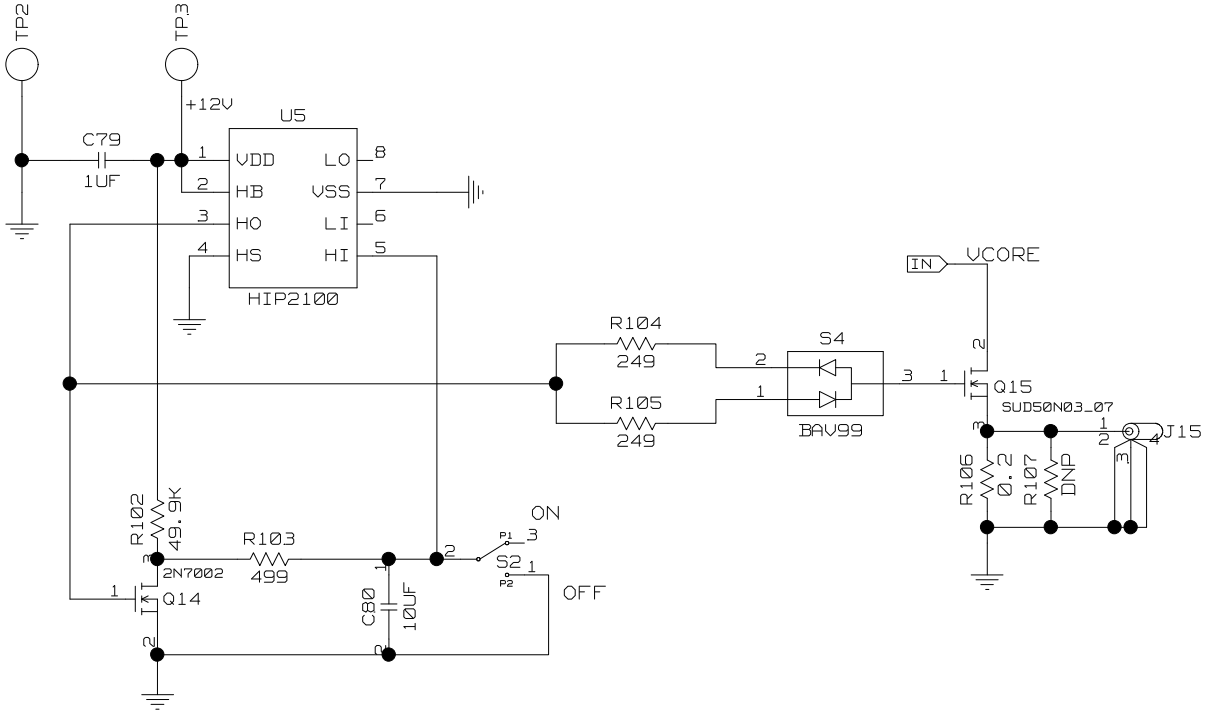 TP2
TP3
+12V
U5
C79
1UF
1 VDD LO 8
2 HB VSS 7
3 HO LI 6
4 HS HI 5
HIP2100
IN VCORE
R104
249
R105
249
S4
2
1
3
BAV99
2
1 Q15
SUD50N03_07
3
1
2
3
4
J15
R106
0.2
R107
DNP
R102
49.9K
R103
499
3
2N7002
1 Q14
2
1
C80
10UF
2
2
ON
P1 3
S2
1
P2
OFF